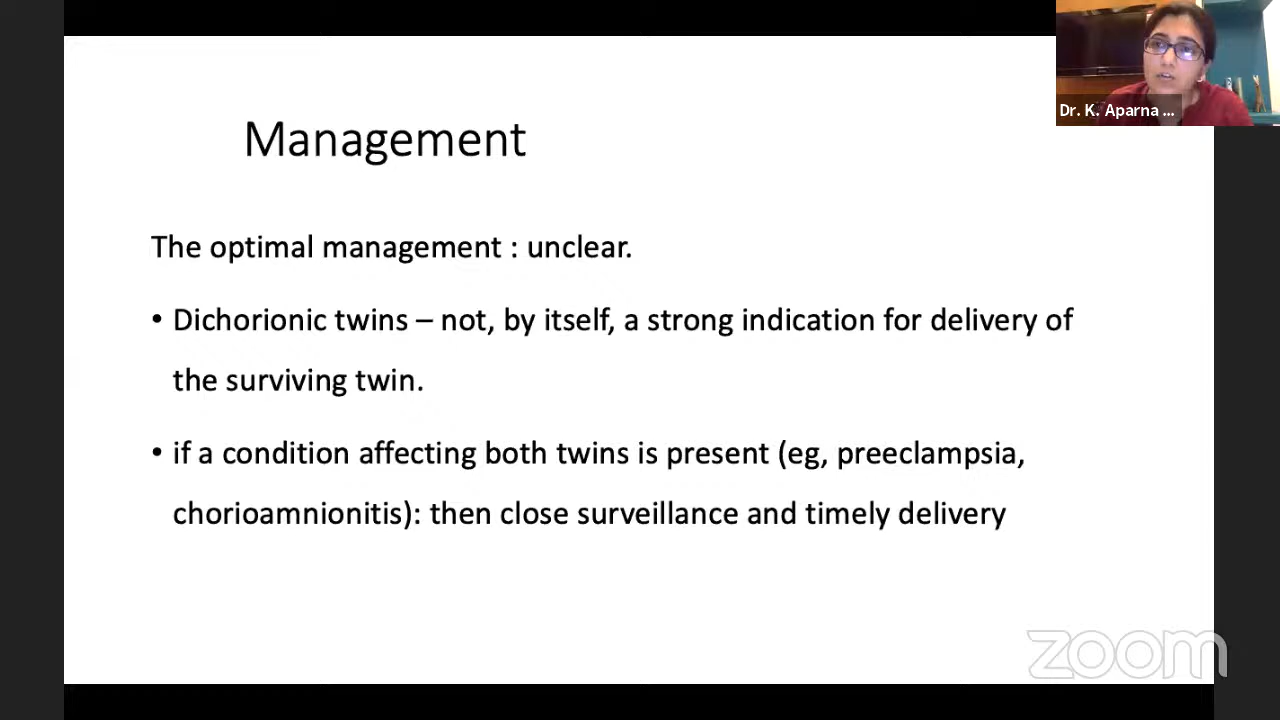 Dr. K. Aparna ...
Management
The optimal management : unclear.
• Dichorionic twins – not, by itself, a strong indication for delivery of
the surviving twin.
• if a condition affecting both twins is present (eg, preeclampsia,
chorioamnionitis): then close surveillance and timely delivery
zoom